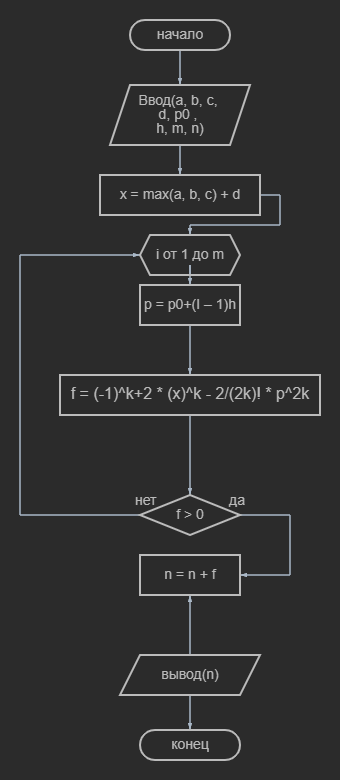 начало
Ввод(a, b, c,
d, p0 ,
h, m, n)
x = max(a, b, c) + d
i от 1 до m
p = p0+(I – 1)h
f = (-1)^k+2 * (x)^k - 2/(2k)! * p^2k
нет
да
f > 0
n = n + f
вывод(n)
конец